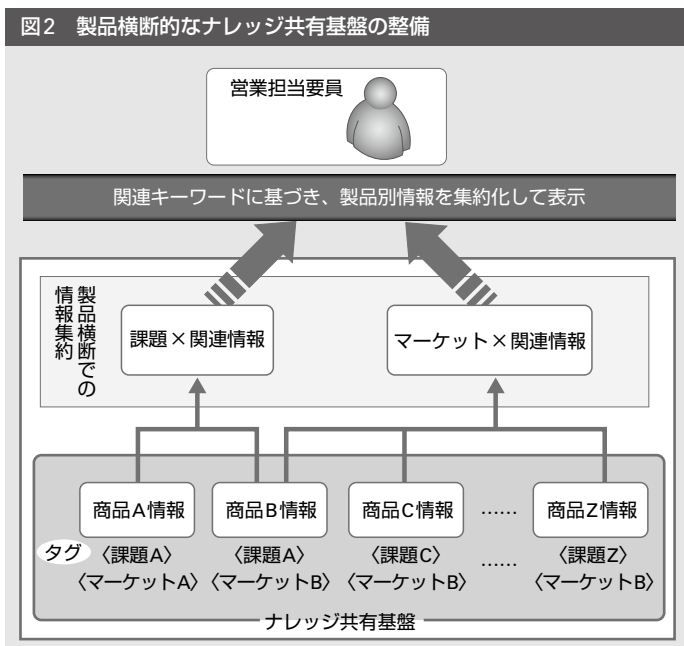 図2 製品横断的なナレッジ共有基盤の整備
営業担当要員
関連キーワードに基づき、製品別情報を集約化して表示
製品横断での
情報集約
課題×関連情報
マーケット×関連情報
商品A情報
商品B情報
商品C情報
……
商品Z情報
タグ
〈課題A〉
〈マーケットA〉
〈課題A〉
〈マーケットB〉
〈課題C〉
〈マーケットB〉
……
〈課題Z〉
〈マーケットB〉
ナレッジ共有基盤